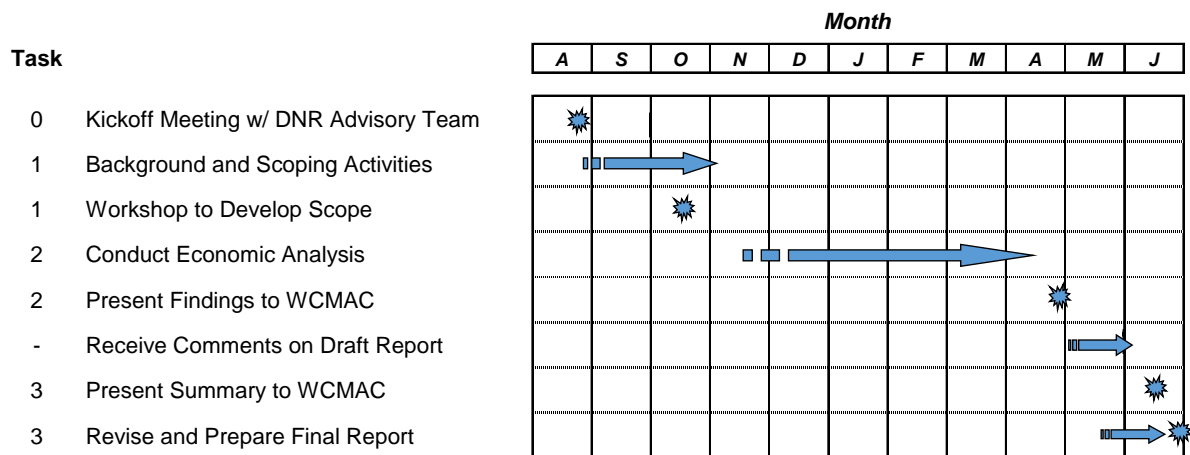 Month
Task A S O N D J F M A M J
0 Kickoff Meeting w/ DNR Advisory Team
1 Background and Scoping Activities
1 Workshop to Develop Scope
2 Conduct Economic Analysis
2 Present Findings to WCMAC
- Receive Comments on Draft Report
3 Present Summary to WCMAC
3 Revise and Prepare Final Report